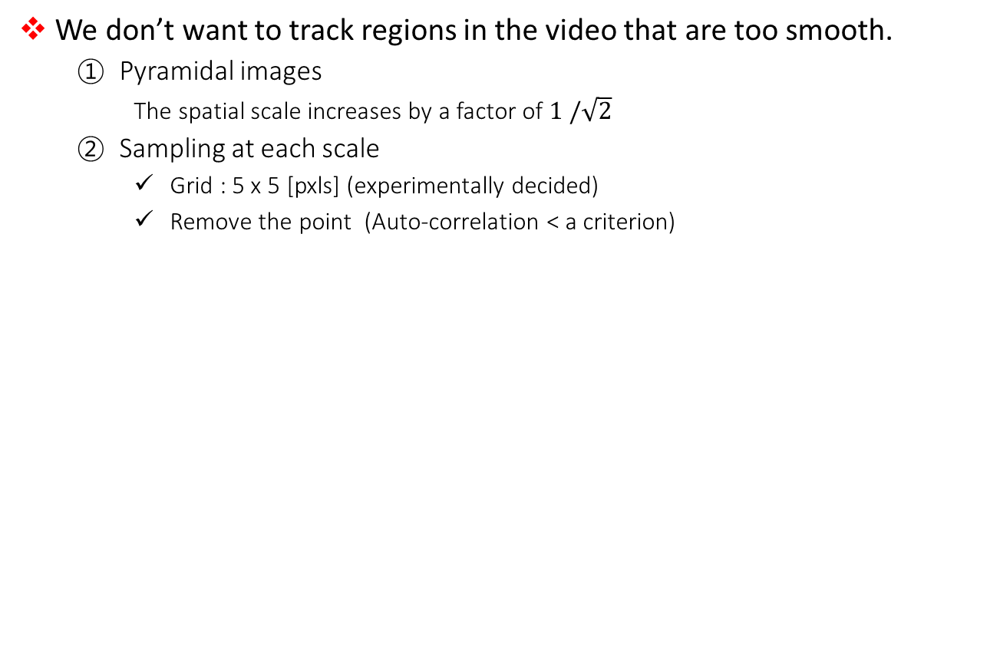 ❖ We don’t want to track regions in the video that are too smooth.
① Pyramidal images
The spatial scale increases by a factor of 1 /√2
② Sampling at each scale
✓ Grid : 5 x 5 [pxls] (experimentally decided)
✓ Remove the point (Auto-correlation < a criterion)